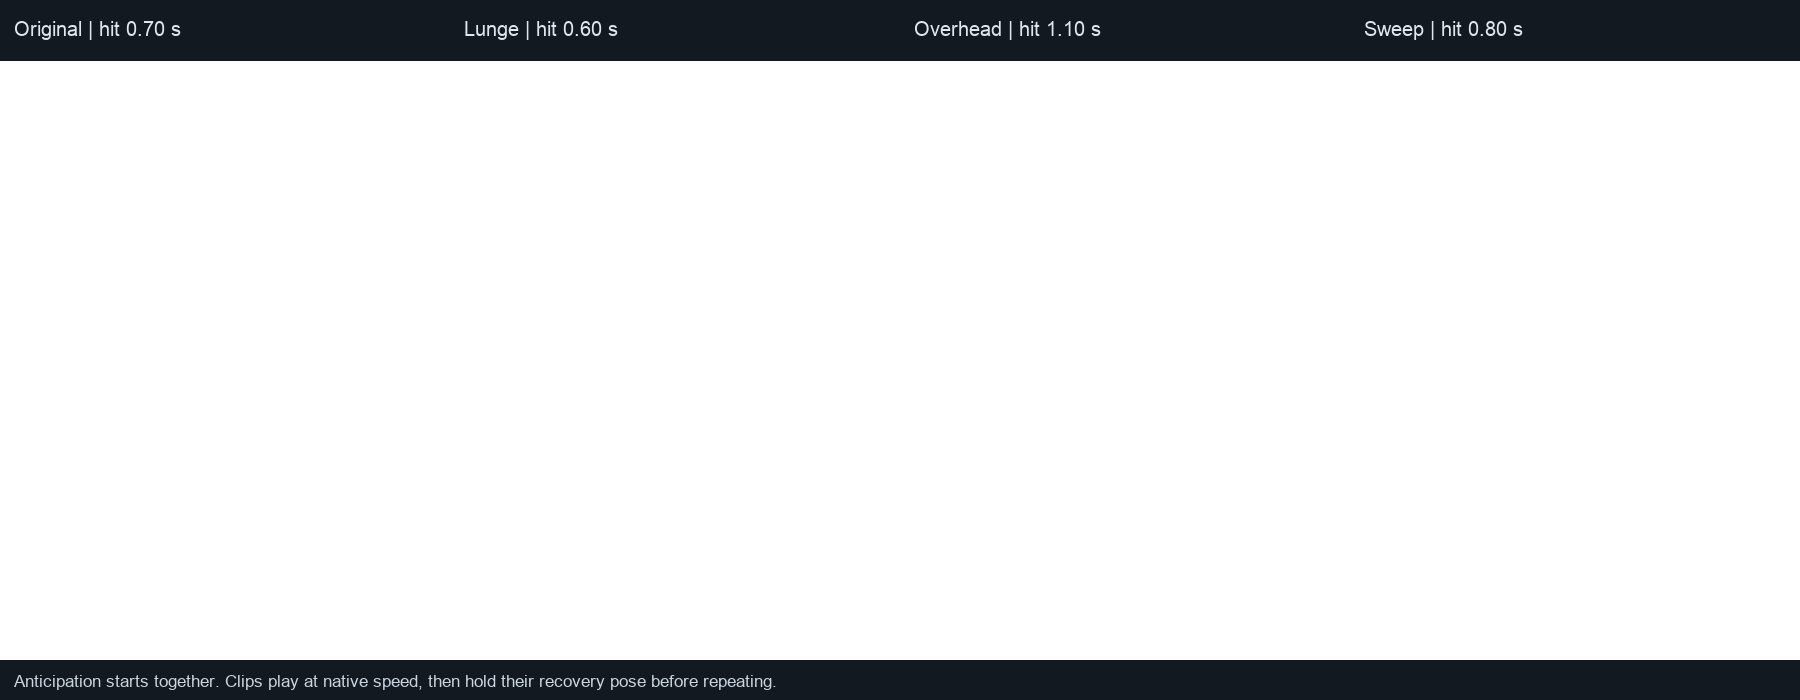 Original | hit 0.70 s
Lunge | hit 0.60 s
Overhead | hit 1.10 s
Sweep | hit 0.80 s
Anticipation starts together. Clips play at native speed, then hold their recovery pose before repeating.